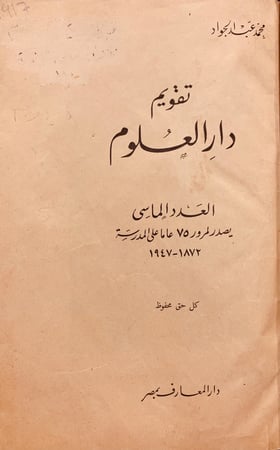 محمد عبد الجواد
تقويم
دار العلوم
العدد الماسى
يصدر لمرور ٧٥ عاما على المدرسة
١٨٧٢-١٩٤٧
كل حق محفوظ
دار المعارف بمصر